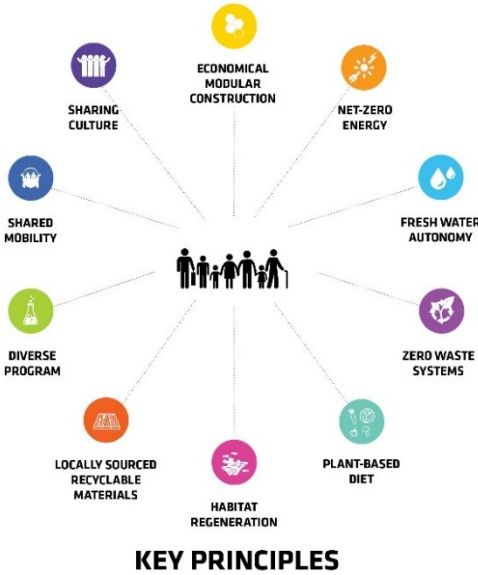 ECONOMICAL
MODULAR
CONSTRUCTION
NET-ZERO
ENERGY
FRESH WATER
AUTONOMY
ZERO WASTE
SYSTEMS
PLANT-BASED
DIET
HABITAT
REGENERATION
LOCALLY SOURCED
RECYCLABLE
MATERIALS
DIVERSE
PROGRAM
SHARED
MOBILITY
SHARING
CULTURE
KEY PRINCIPLES